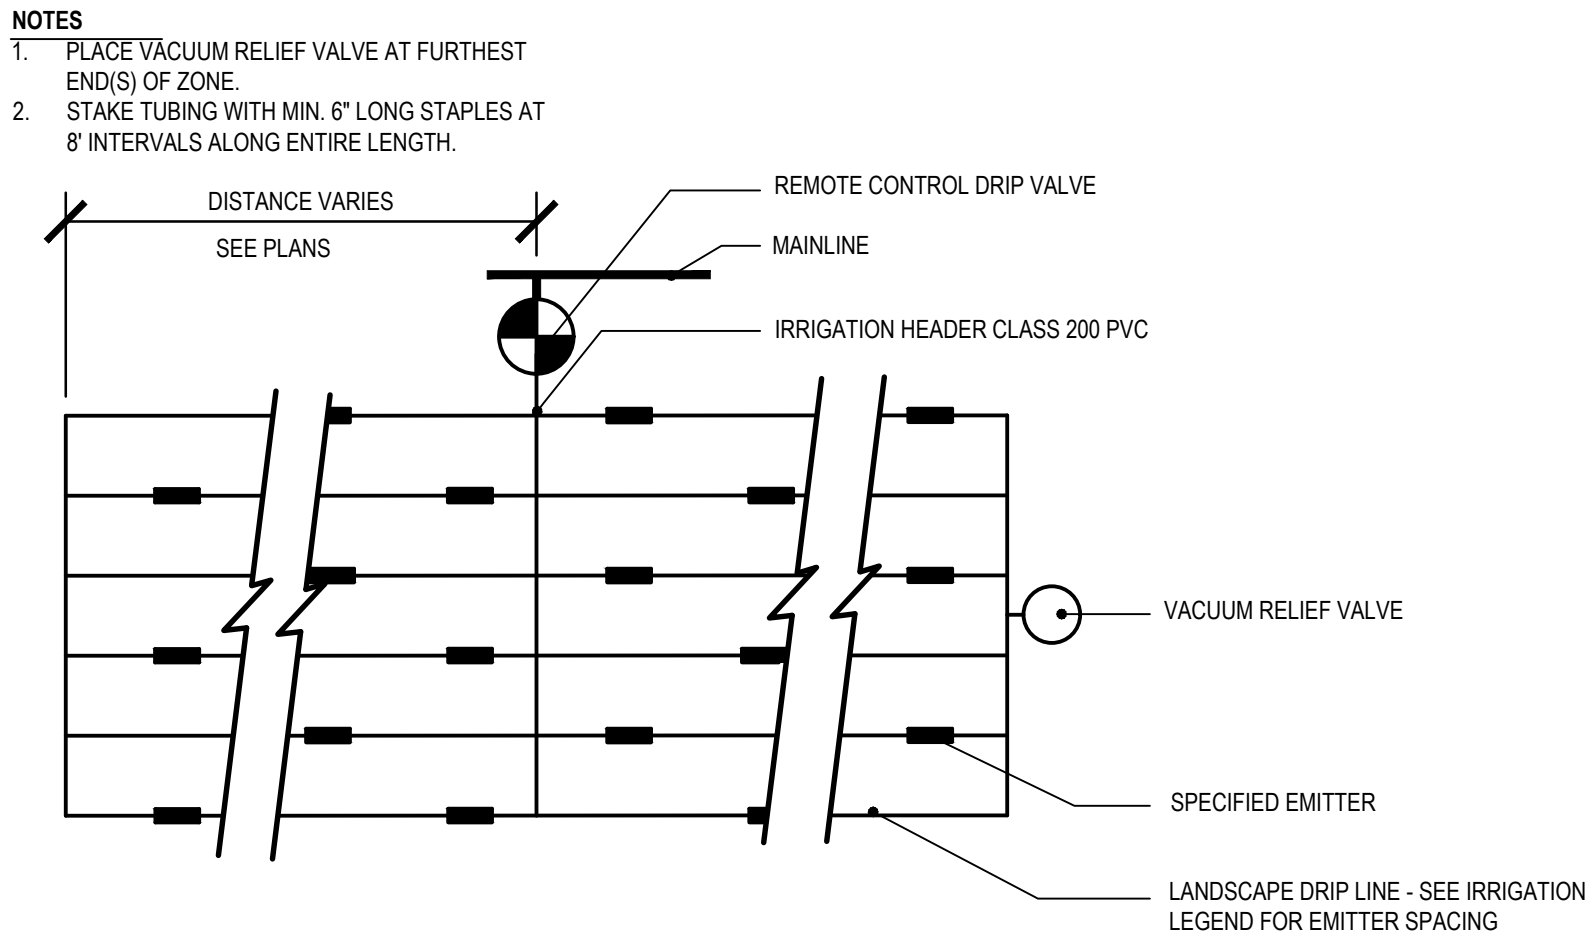 NOTES
1. PLACE VACUUM RELIEF VALVE AT FURTHEST
END(S) OF ZONE.
2. STAKE TUBING WITH MIN. 6" LONG STAPLES AT
8' INTERVALS ALONG ENTIRE LENGTH.
DISTANCE VARIES
SEE PLANS
REMOTE CONTROL DRIP VALVE
MAINLINE
IRRIGATION HEADER CLASS 200 PVC
VACUUM RELIEF VALVE
SPECIFIED EMITTER
LANDSCAPE DRIP LINE - SEE IRRIGATION
LEGEND FOR EMITTER SPACING